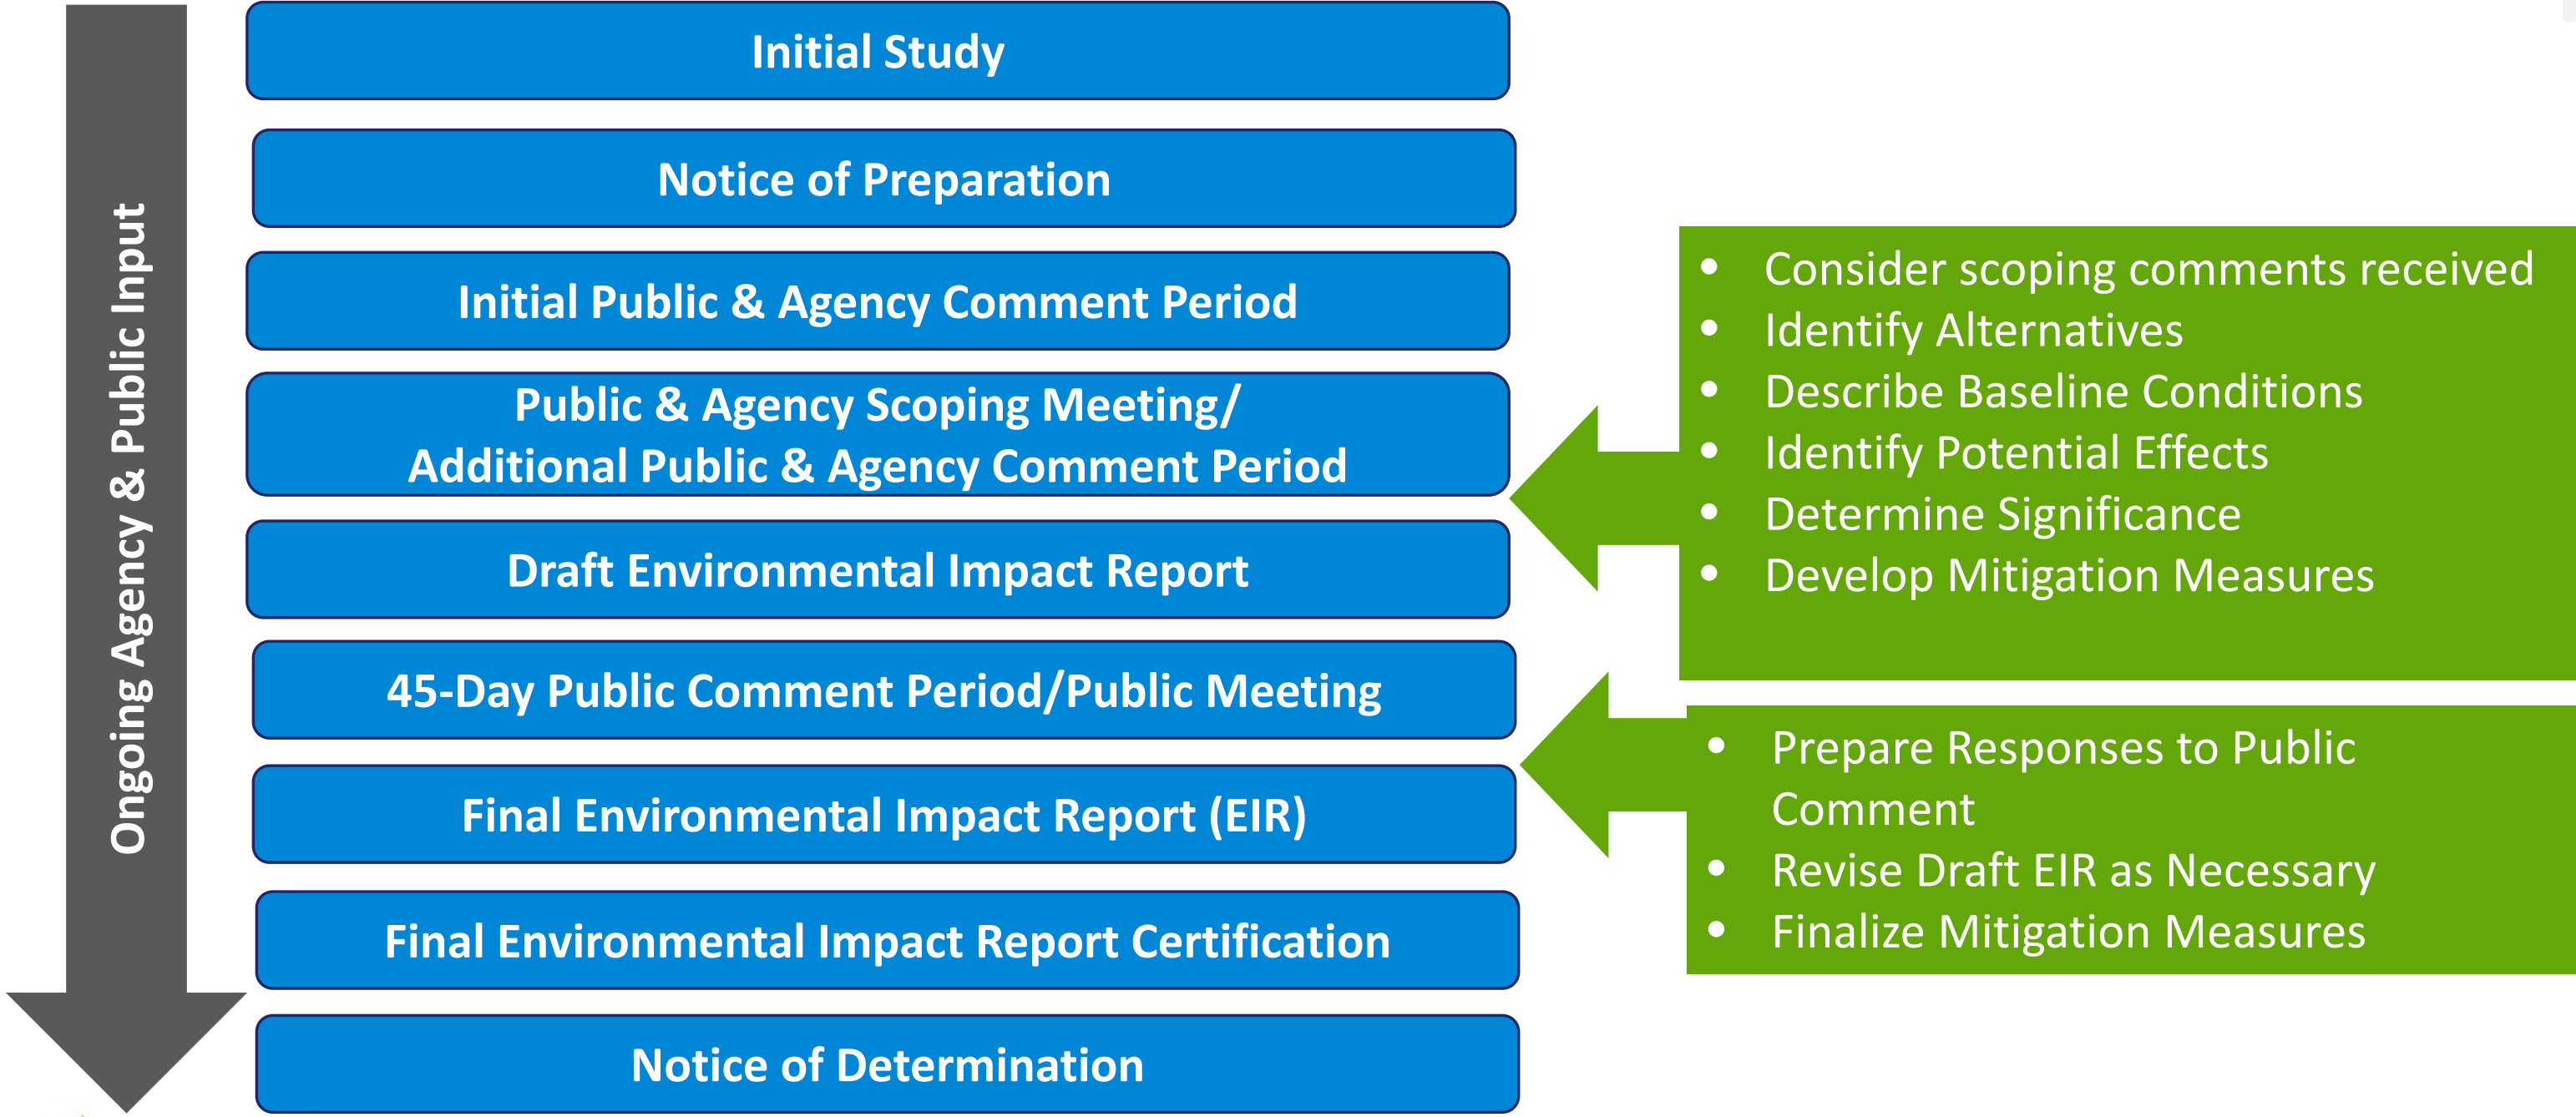 Ongoing Agency & Public Input
Initial Study
Notice of Preparation
Initial Public & Agency Comment Period
Public & Agency Scoping Meeting/
Additional Public & Agency Comment Period
Draft Environmental Impact Report
45-Day Public Comment Period/Public Meeting
Final Environmental Impact Report (EIR)
Final Environmental Impact Report Certification
Notice of Determination
• Consider scoping comments received
• Identify Alternatives
• Describe Baseline Conditions
• Identify Potential Effects
• Determine Significance
• Develop Mitigation Measures
• Prepare Responses to Public
Comment
• Revise Draft EIR as Necessary
• Finalize Mitigation Measures